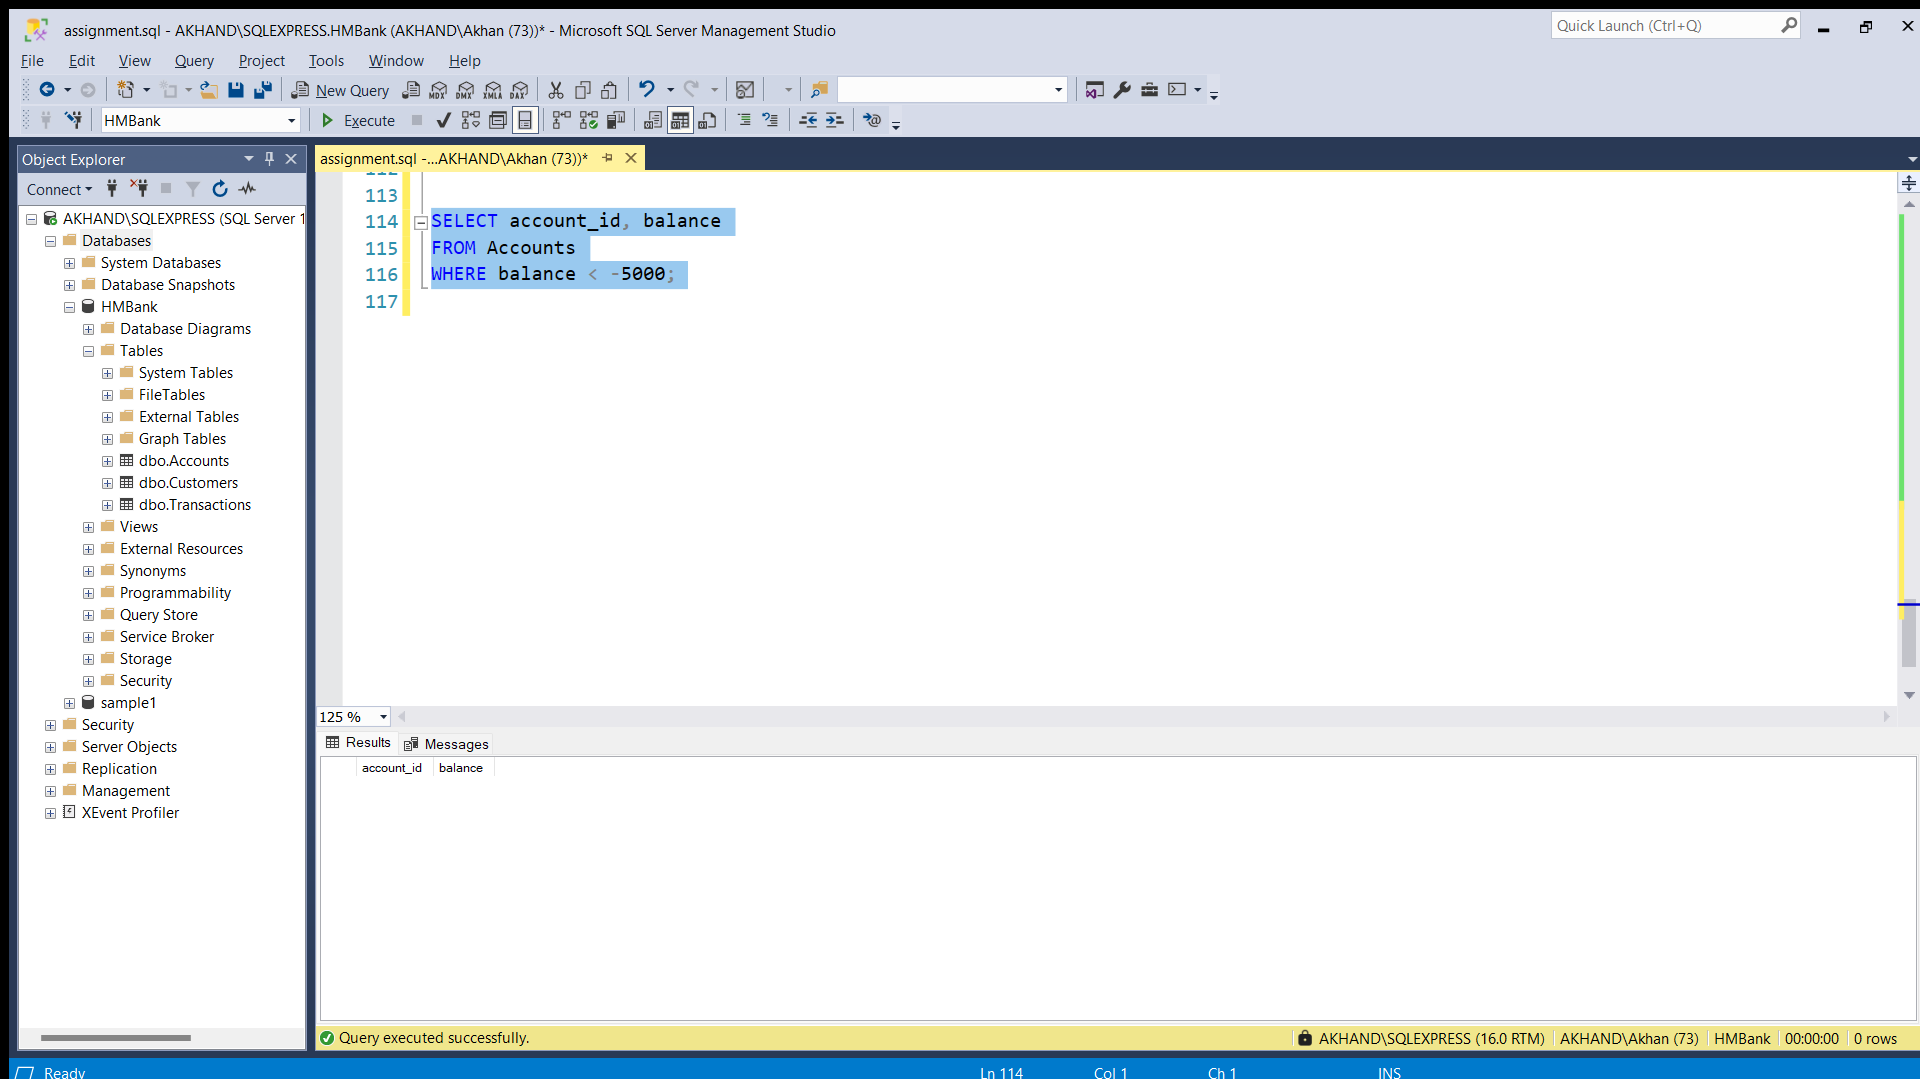 assignment.sql - AKHAND\SQLEXPRESS.HMBank (AKHAND\Akhan (73))* - Microsoft SQL Server Management Studio
Quick Launch (Ctrl+Q)
File Edit View Query Project Tools Window Help
New Query MDX DMX XMLA DAX
HMBank Execute
Object Explorer
assignment.sql -...AKHAND\Akhan (73))*
Connect
AKHAND\SQLEXPRESS (SQL Server 1
Databases
System Databases
Database Snapshots
HMBank
Database Diagrams
Tables
System Tables
FileTables
External Tables
Graph Tables
dbo.Accounts
dbo.Customers
dbo.Transactions
Views
External Resources
Synonyms
Programmability
Query Store
Service Broker
Storage
Security
sample1
Security
Server Objects
Replication
Management
XEvent Profiler
112
113
114 SELECT account_id, balance
115 FROM Accounts
116 WHERE balance < -5000;
117
125 %
Results Messages
account_id balance
Query executed successfully.
AKHAND\SQLEXPRESS (16.0 RTM) AKHAND\Akhan (73) HMBank 00:00:00 0 rows
Ready Ln 114 Col 1 Ch 1 INS